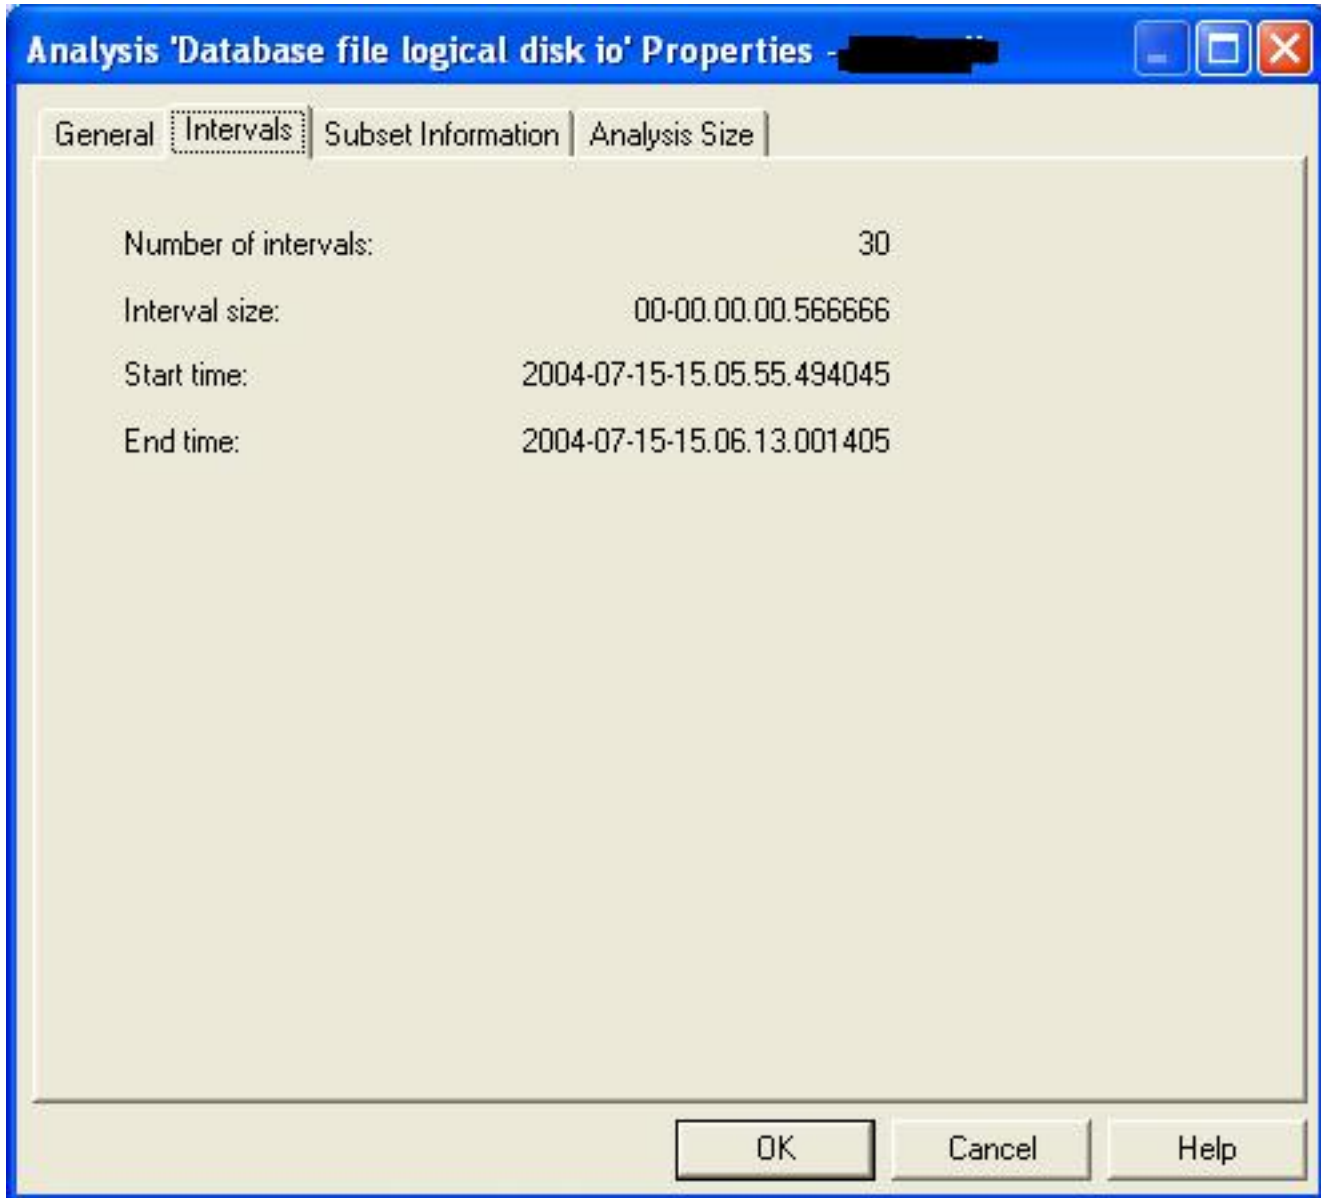 Analysis 'Database file logical disk io' Properties -
General Intervals Subset Information Analysis Size
Number of intervals: 30
Interval size: 00-00.00.00.566666
Start time: 2004-07-15-15.05.55.494045
End time: 2004-07-15-15.06.13.001405
OK Cancel Help